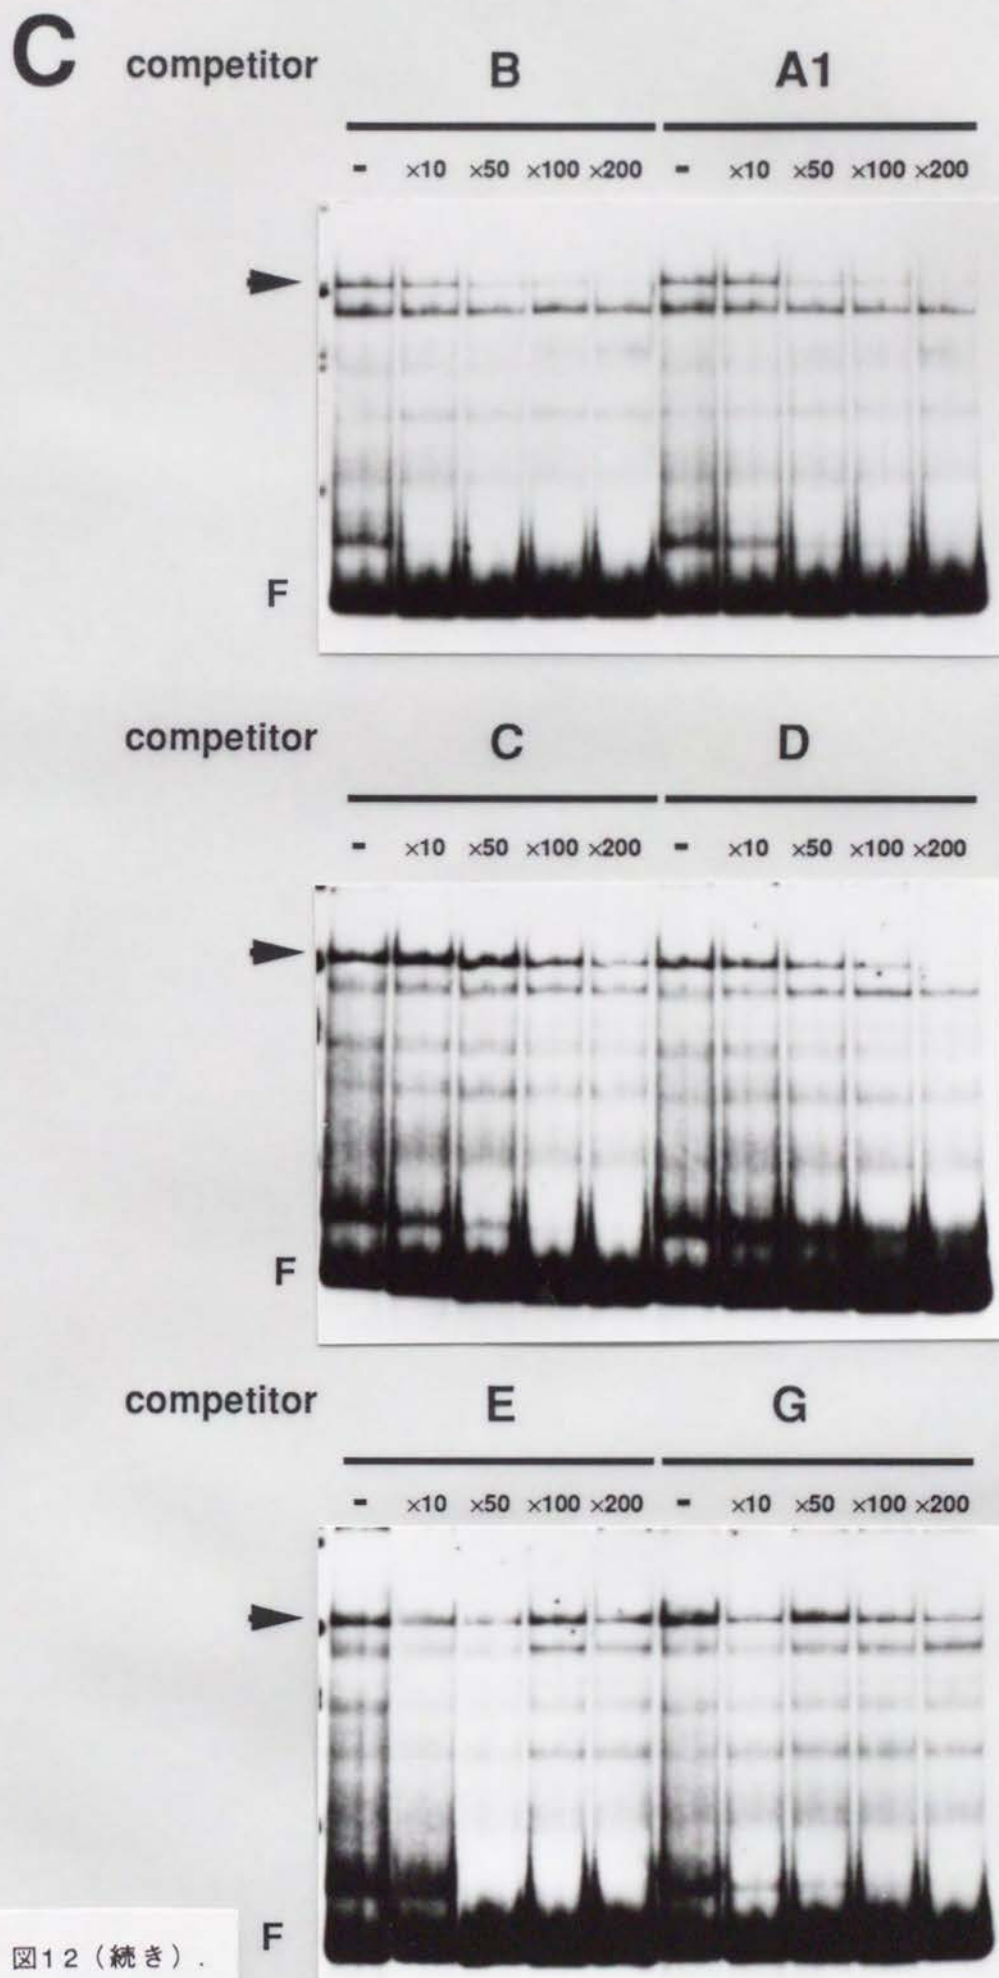 C
competitor B A1
- ×10 ×50 ×100 ×200 - ×10 ×50 ×100 ×200
F
competitor C D
- ×10 ×50 ×100 ×200 - ×10 ×50 ×100 ×200
F
competitor E G
- ×10 ×50 ×100 ×200 - ×10 ×50 ×100 ×200
F
図12（続き）.